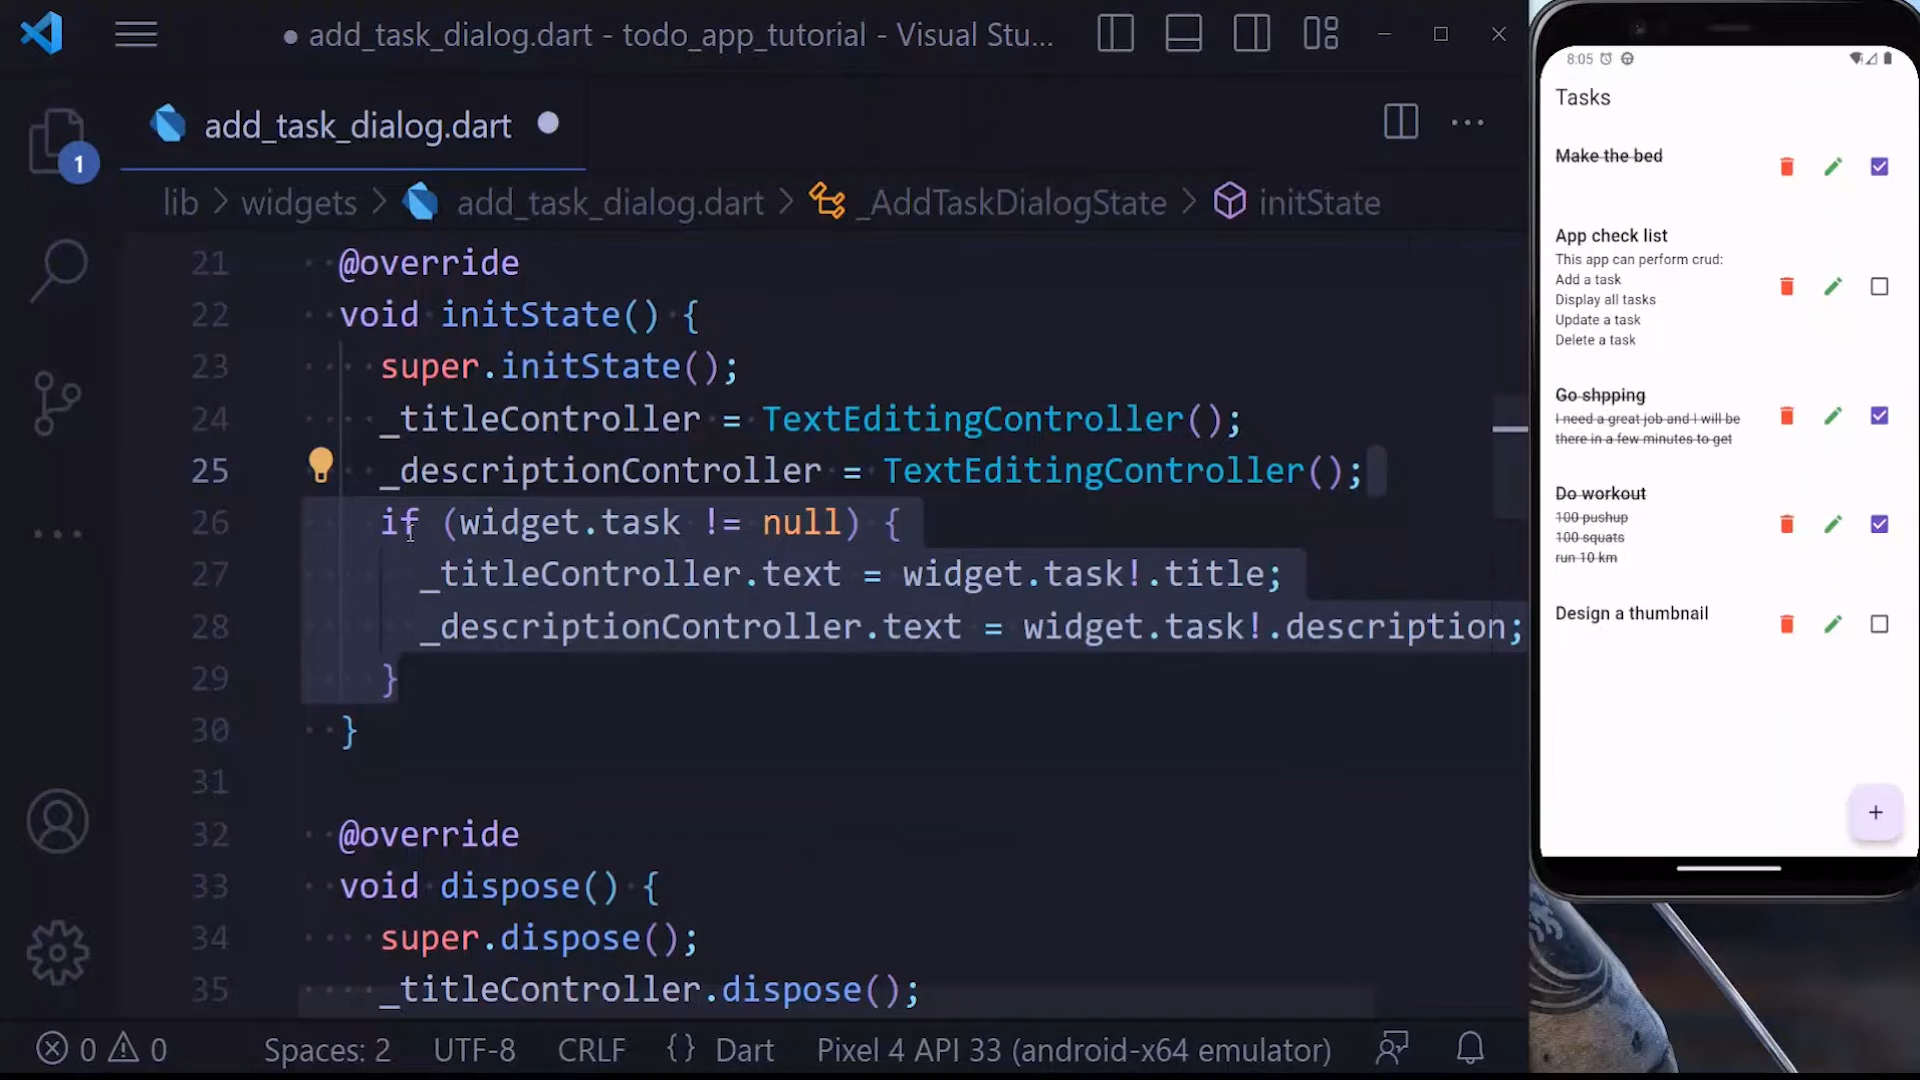 add_task_dialog.dart - todo_app_tutorial - Visual Stu...
add_task_dialog.dart
1
lib > widgets > add_task_dialog.dart > _AddTaskDialogState > initState
21 @override
22 void initState() {
23 super.initState();
24 _titleController = TextEditingController();
25 _descriptionController = TextEditingController();
26 if (widget.task != null) {
27 _titleController.text = widget.task!.title;
28 _descriptionController.text = widget.task!.description;
29 }
30 }
31
32 @override
33 void dispose() {
34 super.dispose();
35 _titleController.dispose();
0 0 Spaces: 2 UTF-8 CRLF {} Dart Pixel 4 API 33 (android-x64 emulator)
8:05
Tasks
Make the bed
App check list
This app can perform crud:
Add a task
Display all tasks
Update a task
Delete a task
Go shpping
I need a great job and I will be
there in a few minutes to get
Do workout
100 pushup
100 squats
run 10 km
Design a thumbnail
+